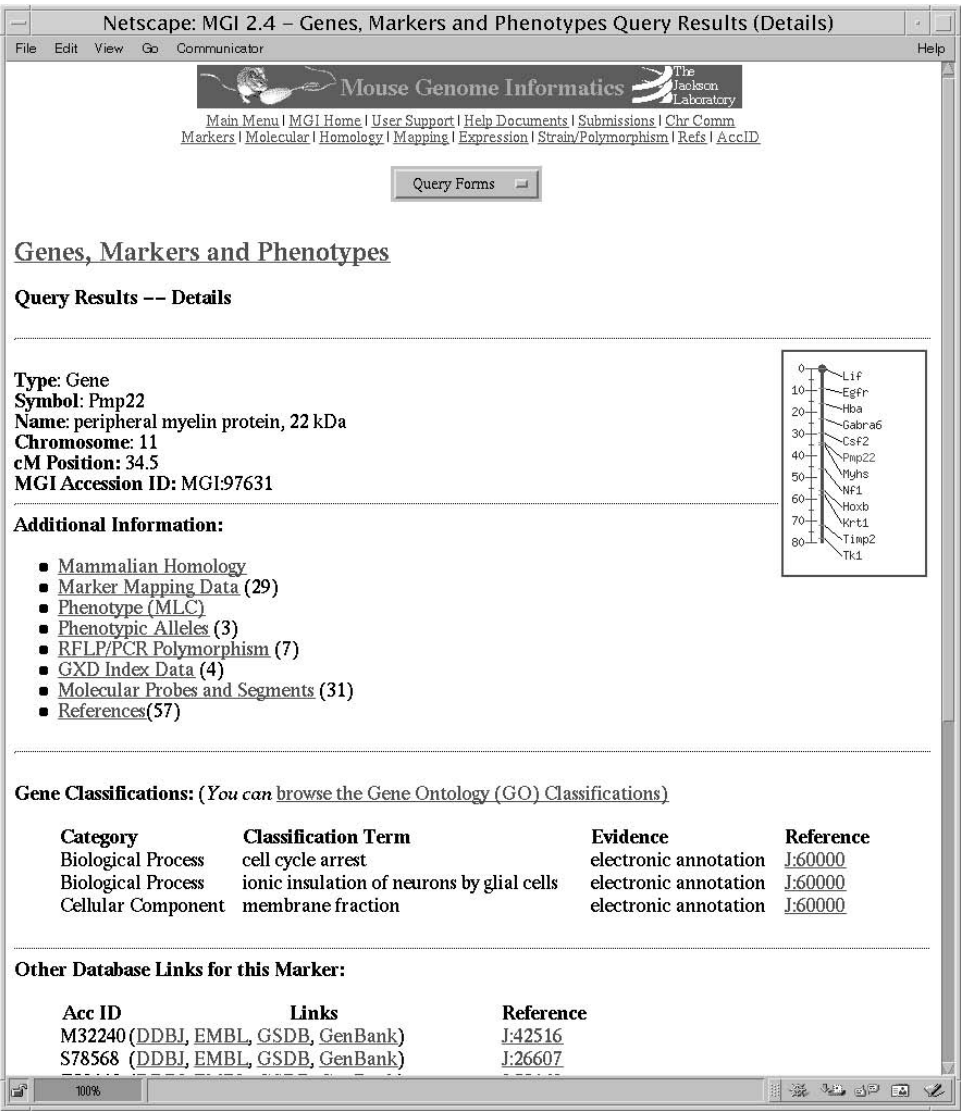 Netscape: MGI 2.4 – Genes, Markers and Phenotypes Query Results (Details)
File Edit View Go Communicator Help
Mouse Genome Informatics The Jackson Laboratory
Main Menu | MGI Home | User Support | Help Documents | Submissions | Chr Comm
Markers | Molecular | Homology | Mapping | Expression | Strain/Polymorphism | Refs | AccID
Query Forms
Genes, Markers and Phenotypes
Query Results –– Details
Type: Gene
Symbol: Pmp22
Name: peripheral myelin protein, 22 kDa
Chromosome: 11
cM Position: 34.5
MGI Accession ID: MGI:97631
0
10
20
30
40
50
60
70
80
Lif
Egfr
Hba
Gabra6
Csf2
Pmp22
Myhs
Nf1
Hoxb
Krt1
Timp2
Tk1
Additional Information:
Mammalian Homology
Marker Mapping Data (29)
Phenotype (MLC)
Phenotypic Alleles (3)
RFLP/PCR Polymorphism (7)
GXD Index Data (4)
Molecular Probes and Segments (31)
References(57)
Gene Classifications: (You can browse the Gene Ontology (GO) Classifications)
Category Classification Term Evidence Reference
Biological Process cell cycle arrest electronic annotation J:60000
Biological Process ionic insulation of neurons by glial cells electronic annotation J:60000
Cellular Component membrane fraction electronic annotation J:60000
Other Database Links for this Marker:
Acc ID Links Reference
M32240 (DDBJ, EMBL, GSDB, GenBank) J:42516
S78568 (DDBJ, EMBL, GSDB, GenBank) J:26607
100%